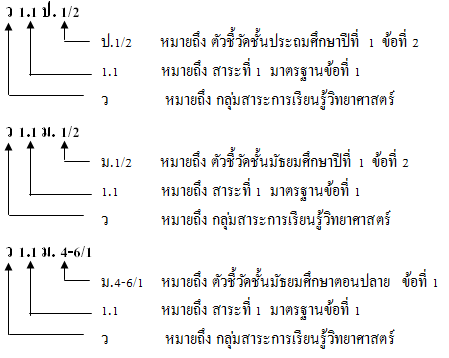 ว 1.1 ป. 1/2
ป.1/2 หมายถึง ตัวชี้วัดชั้นประถมศึกษาปีที่ 1 ข้อที่ 2
1.1 หมายถึง สาระที่ 1 มาตรฐานข้อที่ 1
ว หมายถึง กลุ่มสาระการเรียนรู้วิทยาศาสตร์
ว 1.1 ม. 1/2
ม.1/2 หมายถึง ตัวชี้วัดชั้นมัธยมศึกษาปีที่ 1 ข้อที่ 2
1.1 หมายถึง สาระที่ 1 มาตรฐานข้อที่ 1
ว หมายถึง กลุ่มสาระการเรียนรู้วิทยาศาสตร์
ว 1.1 ม. 4-6/1
ม.4-6/1 หมายถึง ตัวชี้วัดชั้นมัธยมศึกษาตอนปลาย ข้อที่ 1
1.1 หมายถึง สาระที่ 1 มาตรฐานข้อที่ 1
ว หมายถึง กลุ่มสาระการเรียนรู้วิทยาศาสตร์